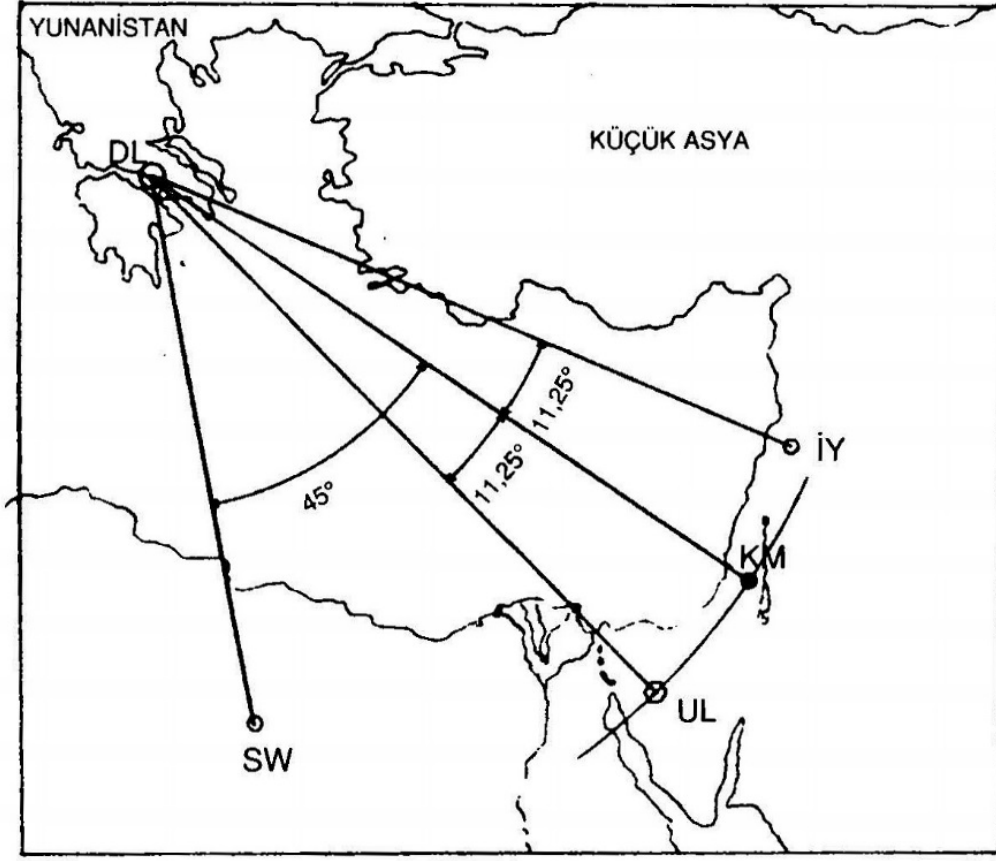 YUNANİSTAN
KÜÇÜK ASYA
DL
11,25°
11,25°
45°
İY
KM
UL
SW